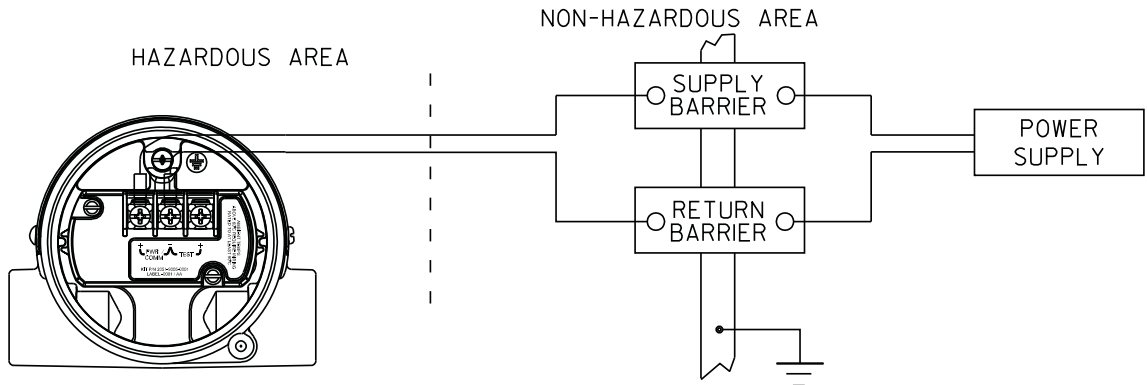 NON-HAZARDOUS AREA
HAZARDOUS AREA
SUPPLY
BARRIER
POWER
SUPPLY
RETURN
BARRIER
+ - +
PWR
COMM
TEST